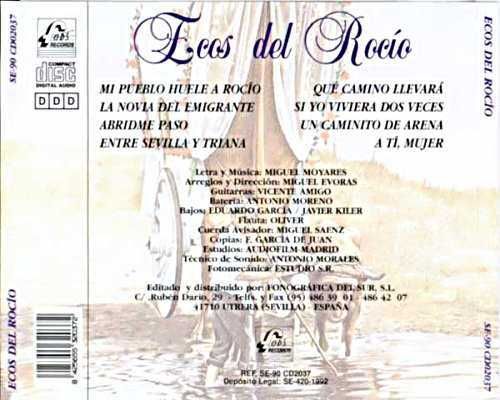 SE-90 CD02037
ECOS DEL ROCÍO
RECORDS
COMPACT
disc
DIGITAL AUDIO
DDD
Ecos del Rocío
MI PUEBLO HUELE A ROCÍO
LA NOVIA DEL EMIGRANTE
ABRIDME PASO
ENTRE SEVILLA Y TRIANA
QUÉ CAMINO LLEVARÁ
SI YO VIVIERA DOS VECES
UN CAMINITO DE ARENA
A TÍ, MUJER
Letra y Música: MIGUEL MOYARES
Arreglos y Dirección: MIGUEL EVORAS
Guitarras: VICENTE AMIGO
Batería: ANTONIO MORENO
Bajos: EDUARDO GARCÍA / JAVIER KILER
Flauta: OLIVER
Cuerda Avisador: MIGUEL SAENZ
Copias: F. GARCÍA DE JUAN
Estudios: AUDIOFILM-MADRID
Técnico de Sonido: ANTONIO MORALES
Fotomecánica: ESTUDIO S.R.
Editado y distribuido por: FONOGRÁFICA DEL SUR, S.L.
C/ .Rubén Darío, 29 - Telfs. y Fax (95) 486 39 01 - 486 42 07
41710 UTRERA (SEVILLA) - ESPAÑA
RECORDS
REF. SE-90 CD2037
Depósito Legal: SE-420-1992
ECOS DEL ROCÍO
SE-90 CD02037